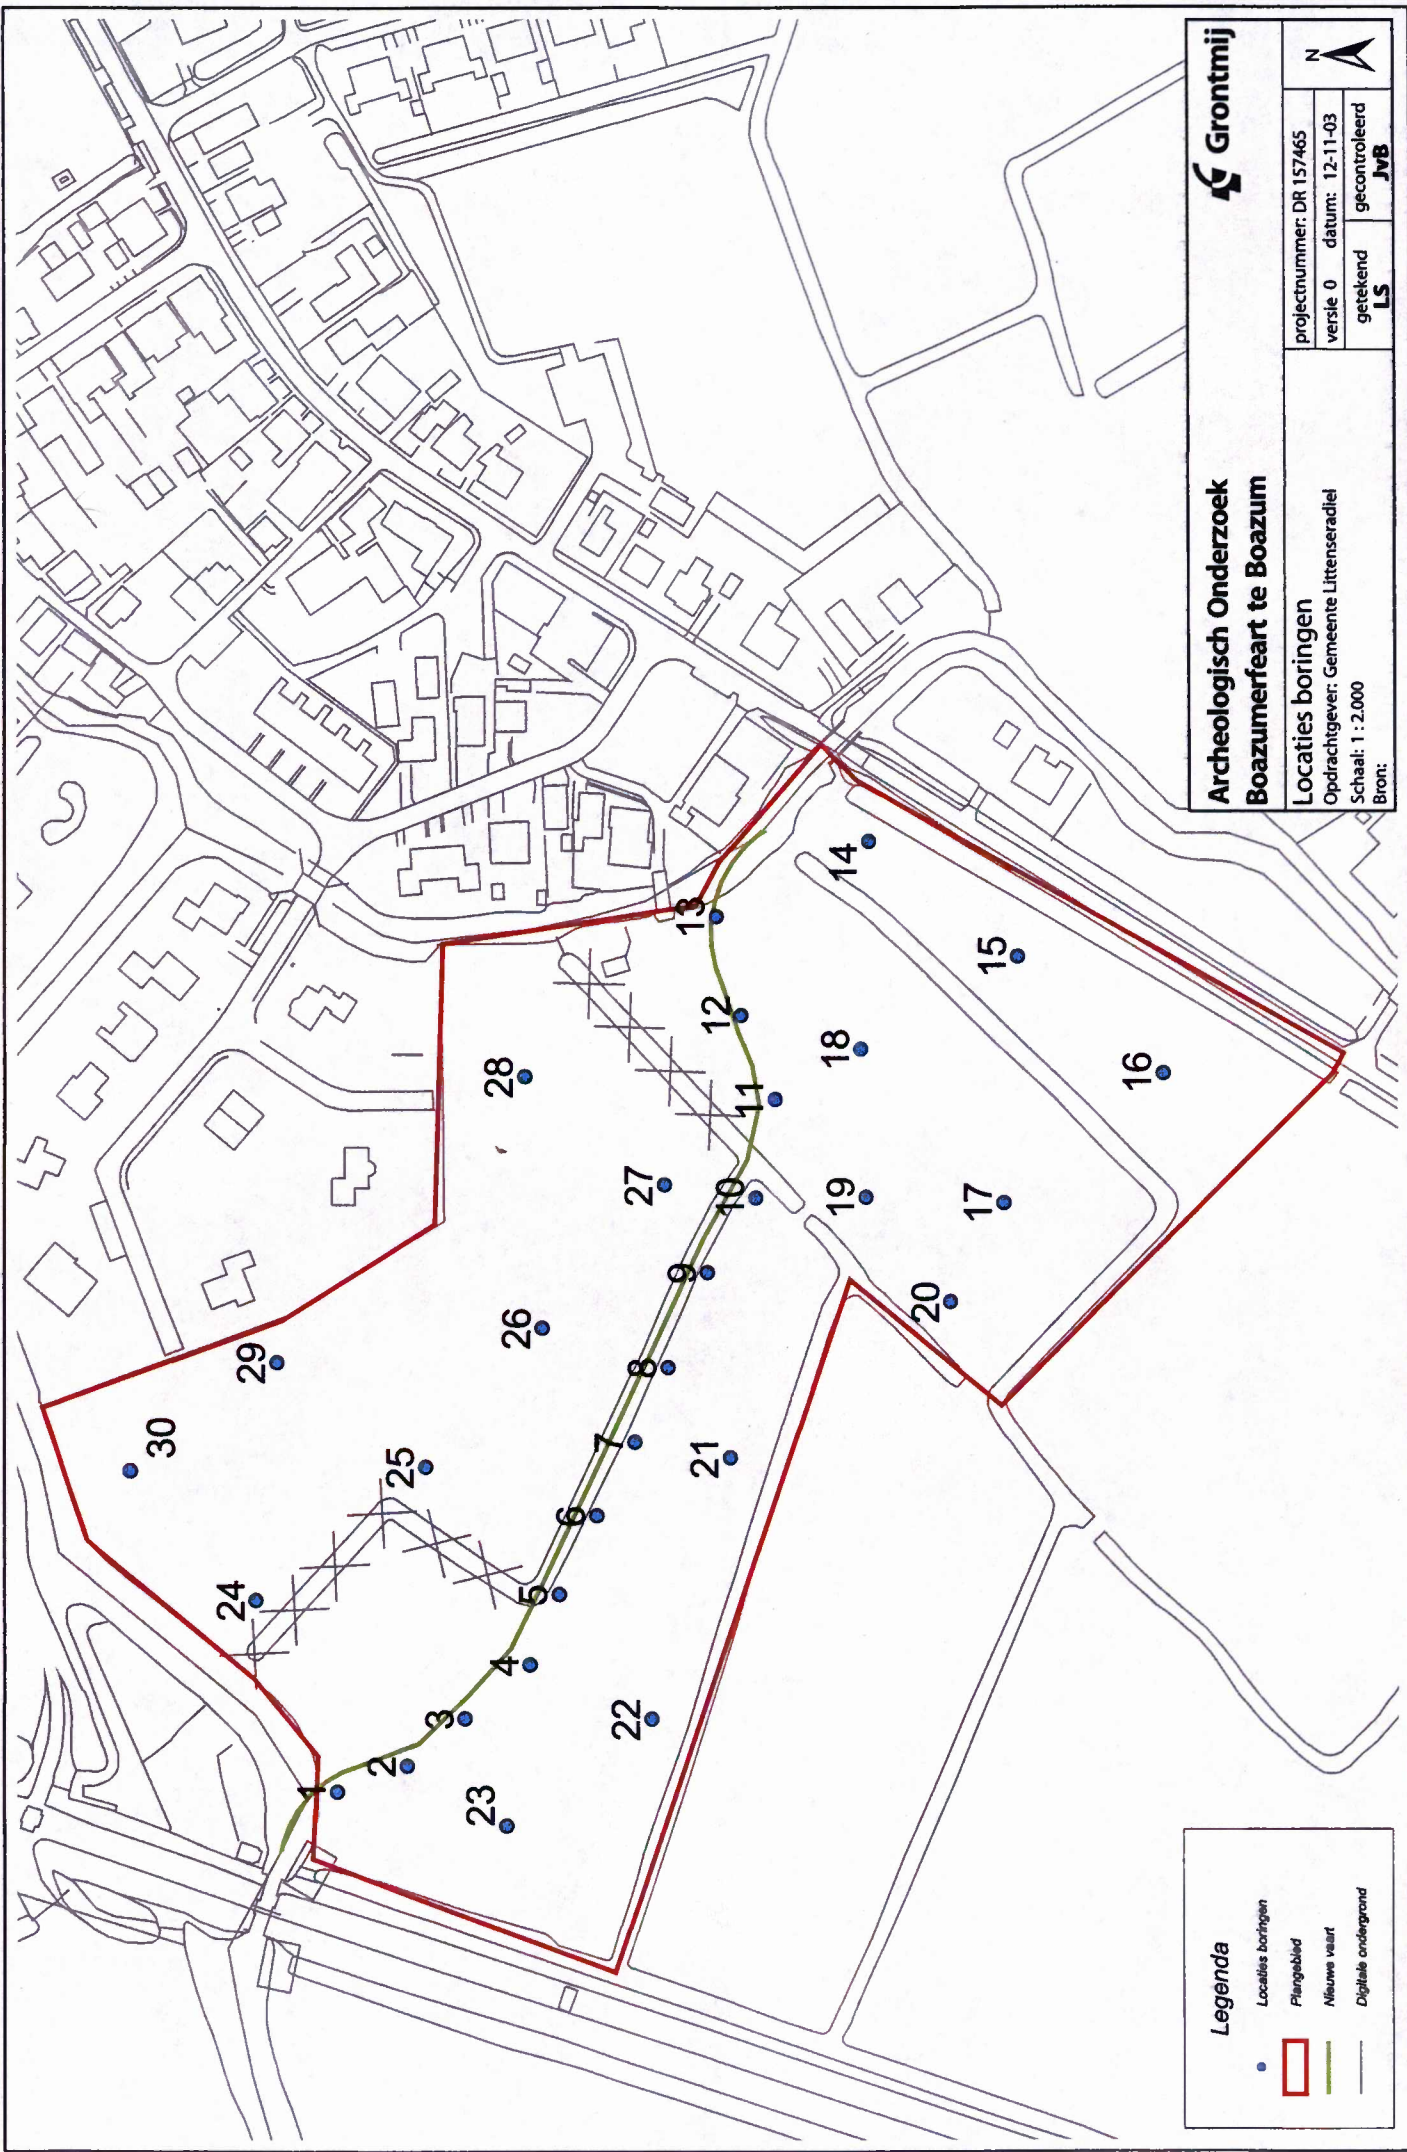 30
29
24
28
25
26
1
2
3
4
5
6
7
8
9
10
11
12
13
27
23
22
21
14
18
19
15
20
17
16
Legenda
Locaties boringen
Plangebied
Nieuwe vaart
Digitale ondergrond
Archeologisch Onderzoek
Boazumerfeart te Boazum
Grontmij
Locaties boringen
Opdrachtgever: Gemeente Littenseradiel
Schaal: 1 : 2.000
Bron:
projectnummer: DR 157465
versie 0 datum: 12-11-03
getekend gecontroleerd
LS JvB
N